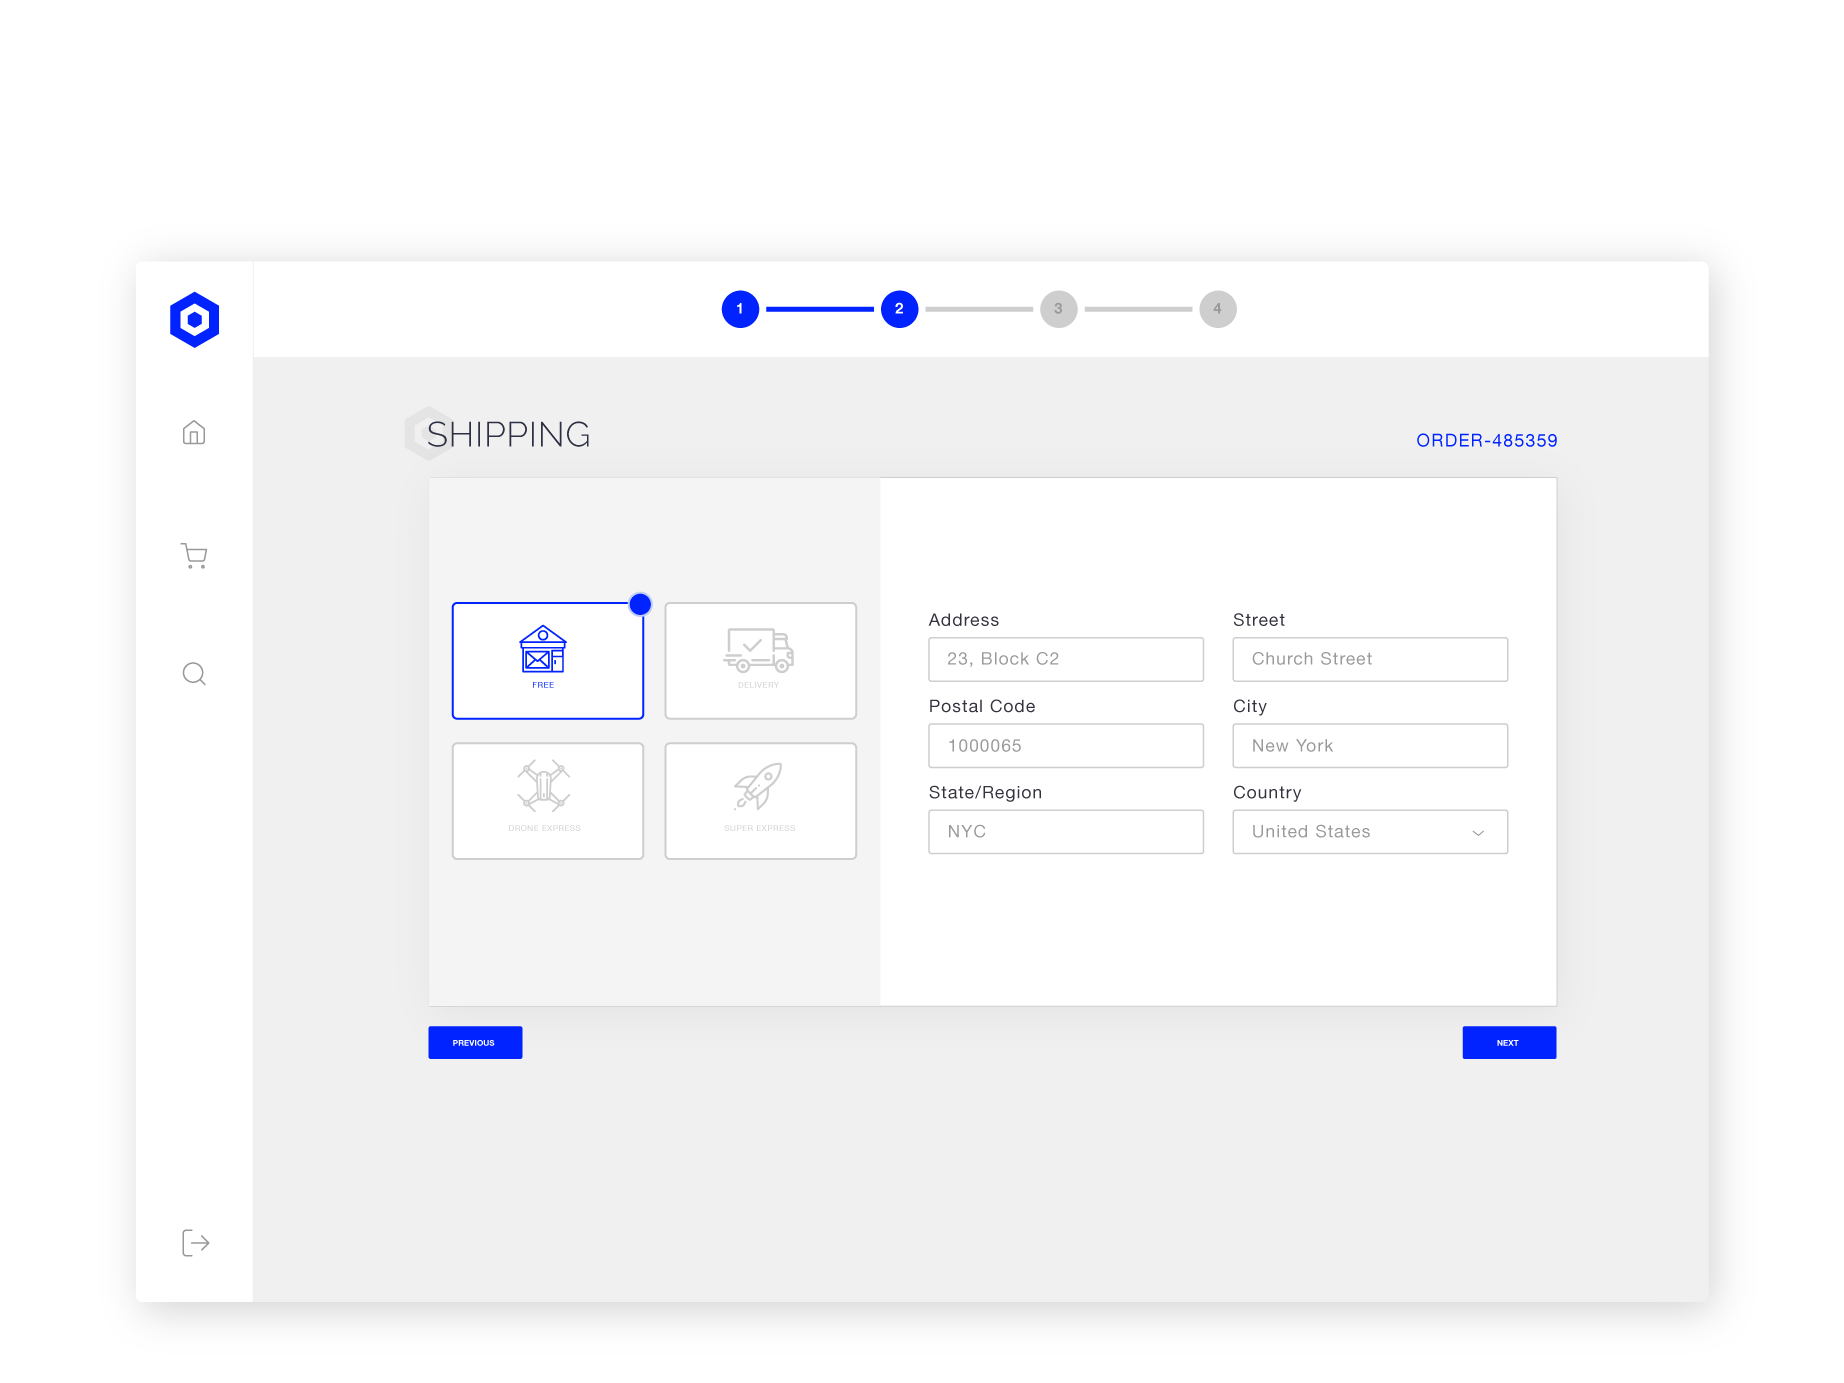 1
2
3
4
SHIPPING
ORDER-485359
FREE
DELIVERY
DRONE EXPRESS
SUPER EXPRESS
Address
Street
23, Block C2
Church Street
Postal Code
City
1000065
New York
State/Region
Country
NYC
United States
PREVIOUS
NEXT